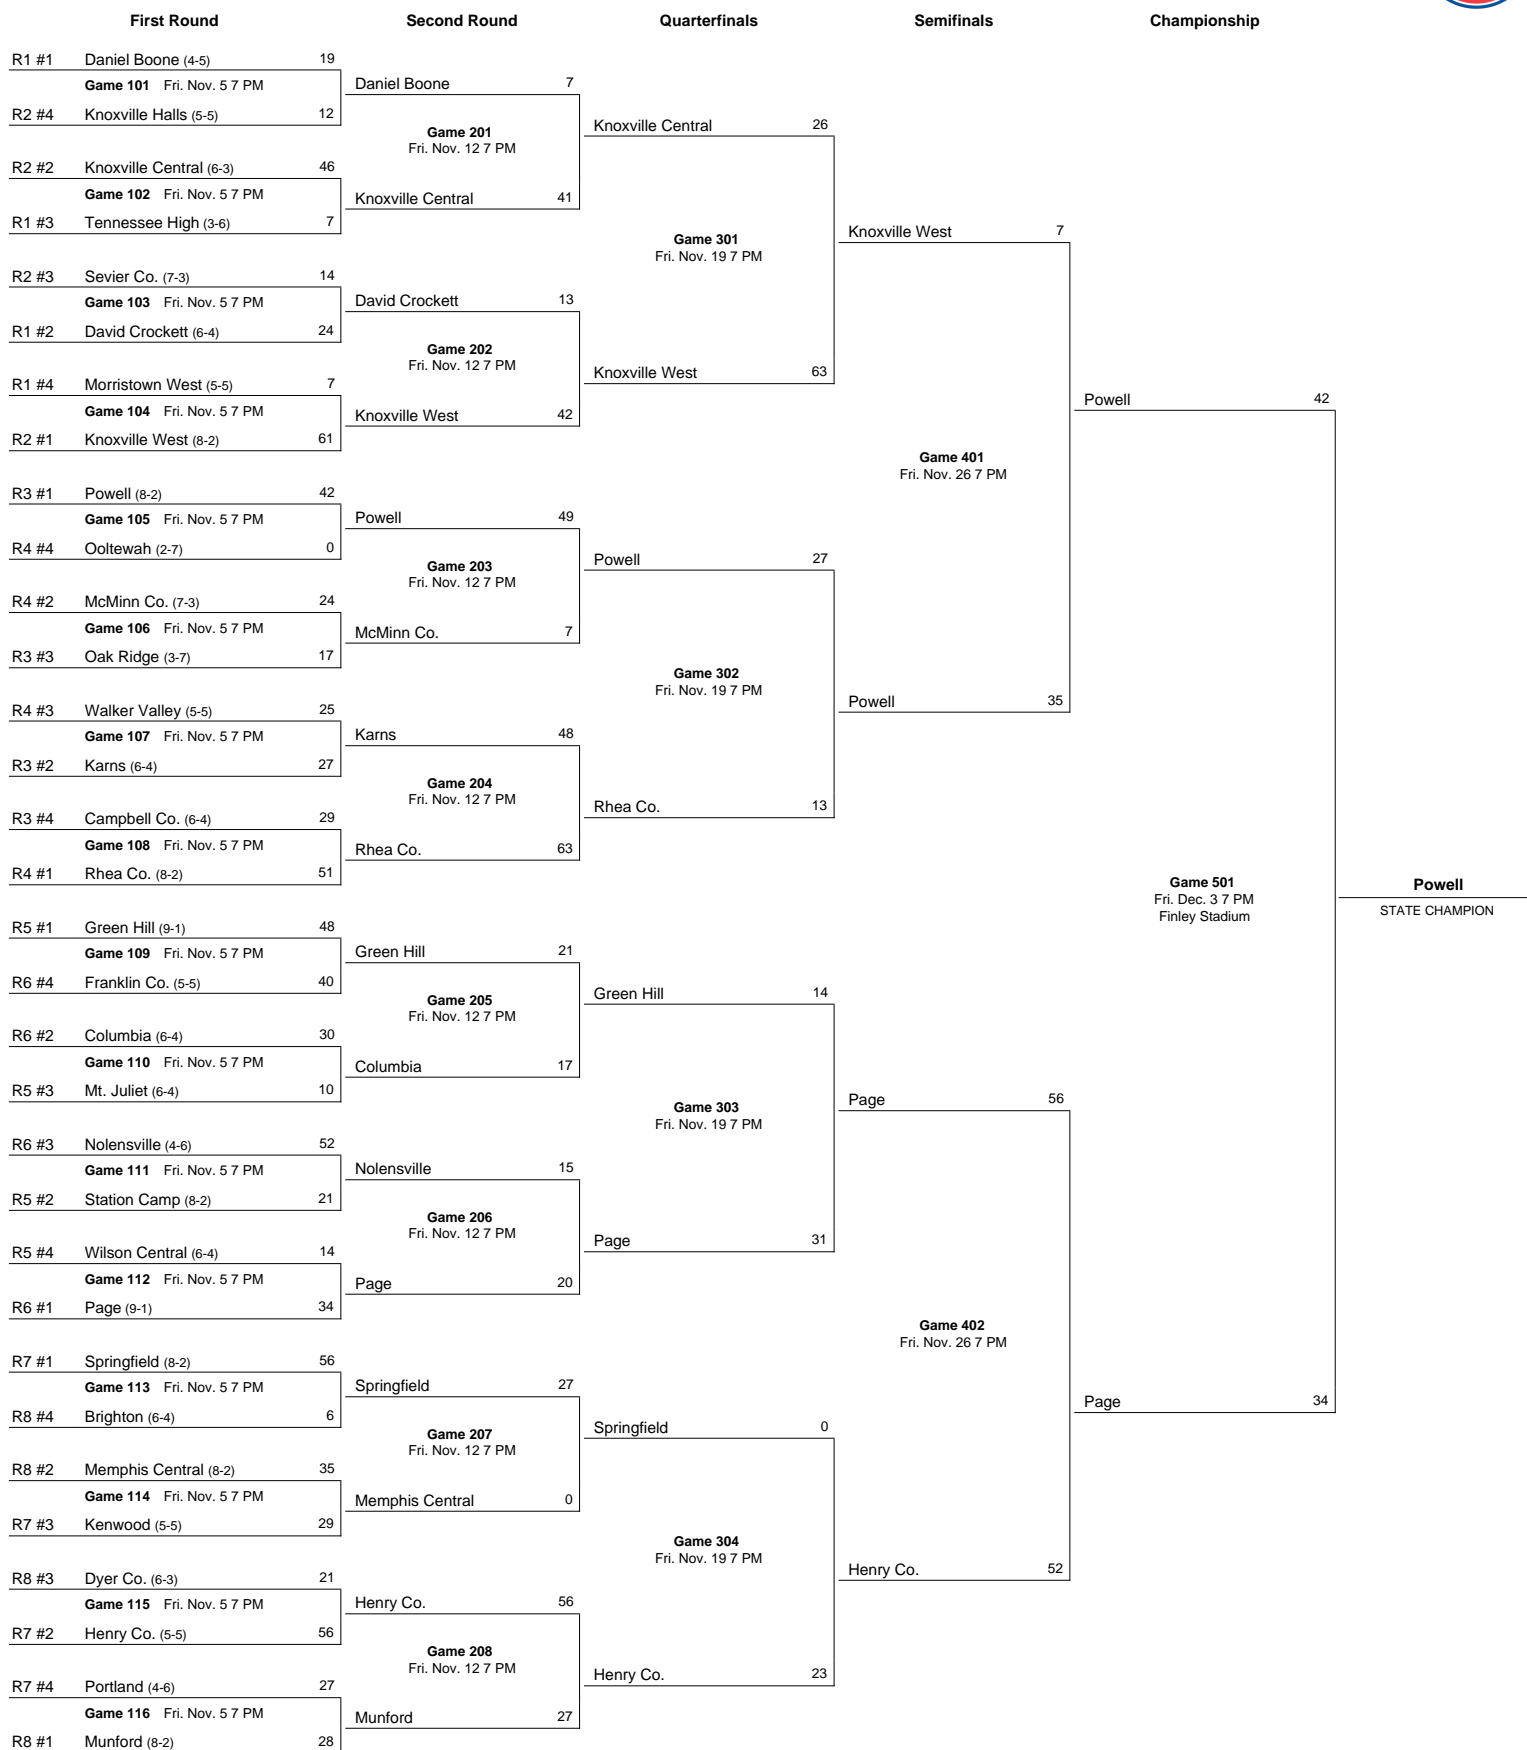 First Round Second Round Quarterfinals Semifinals Championship
R1 #1 Daniel Boone (4-5) 19
Game 101 Fri. Nov. 5 7 PM
R2 #4 Knoxville Halls (5-5) 12
R2 #2 Knoxville Central (6-3) 46
Game 102 Fri. Nov. 5 7 PM
R1 #3 Tennessee High (3-6) 7
R2 #3 Sevier Co. (7-3) 14
Game 103 Fri. Nov. 5 7 PM
R1 #2 David Crockett (6-4) 24
R1 #4 Morristown West (5-5) 7
Game 104 Fri. Nov. 5 7 PM
R2 #1 Knoxville West (8-2) 61
R3 #1 Powell (8-2) 42
Game 105 Fri. Nov. 5 7 PM
R4 #4 Ooltewah (2-7) 0
R4 #2 McMinn Co. (7-3) 24
Game 106 Fri. Nov. 5 7 PM
R3 #3 Oak Ridge (3-7) 17
R4 #3 Walker Valley (5-5) 25
Game 107 Fri. Nov. 5 7 PM
R3 #2 Karns (6-4) 27
R3 #4 Campbell Co. (6-4) 29
Game 108 Fri. Nov. 5 7 PM
R4 #1 Rhea Co. (8-2) 51
R5 #1 Green Hill (9-1) 48
Game 109 Fri. Nov. 5 7 PM
R6 #4 Franklin Co. (5-5) 40
R6 #2 Columbia (6-4) 30
Game 110 Fri. Nov. 5 7 PM
R5 #3 Mt. Juliet (6-4) 10
R6 #3 Nolensville (4-6) 52
Game 111 Fri. Nov. 5 7 PM
R5 #2 Station Camp (8-2) 21
R5 #4 Wilson Central (6-4) 14
Game 112 Fri. Nov. 5 7 PM
R6 #1 Page (9-1) 34
R7 #1 Springfield (8-2) 56
Game 113 Fri. Nov. 5 7 PM
R8 #4 Brighton (6-4) 6
R8 #2 Memphis Central (8-2) 35
Game 114 Fri. Nov. 5 7 PM
R7 #3 Kenwood (5-5) 29
R8 #3 Dyer Co. (6-3) 21
Game 115 Fri. Nov. 5 7 PM
R7 #2 Henry Co. (5-5) 56
R7 #4 Portland (4-6) 27
Game 116 Fri. Nov. 5 7 PM
R8 #1 Munford (8-2) 28
Daniel Boone 7
Game 201
Fri. Nov. 12 7 PM
Knoxville Central 41
David Crockett 13
Game 202
Fri. Nov. 12 7 PM
Knoxville West 42
Powell 49
Game 203
Fri. Nov. 12 7 PM
McMinn Co. 7
Karns 48
Game 204
Fri. Nov. 12 7 PM
Rhea Co. 63
Green Hill 21
Game 205
Fri. Nov. 12 7 PM
Columbia 17
Nolensville 15
Game 206
Fri. Nov. 12 7 PM
Page 20
Springfield 27
Game 207
Fri. Nov. 12 7 PM
Memphis Central 0
Henry Co. 56
Game 208
Fri. Nov. 12 7 PM
Munford 27
Knoxville Central 26
Game 301
Fri. Nov. 19 7 PM
Knoxville West 63
Powell 27
Game 302
Fri. Nov. 19 7 PM
Rhea Co. 13
Green Hill 14
Game 303
Fri. Nov. 19 7 PM
Page 31
Springfield 0
Game 304
Fri. Nov. 19 7 PM
Henry Co. 23
Knoxville West 7
Game 401
Fri. Nov. 26 7 PM
Powell 35
Page 56
Game 402
Fri. Nov. 26 7 PM
Henry Co. 52
Powell 42
Game 501
Fri. Dec. 3 7 PM
Finley Stadium
Page 34
Powell
STATE CHAMPION